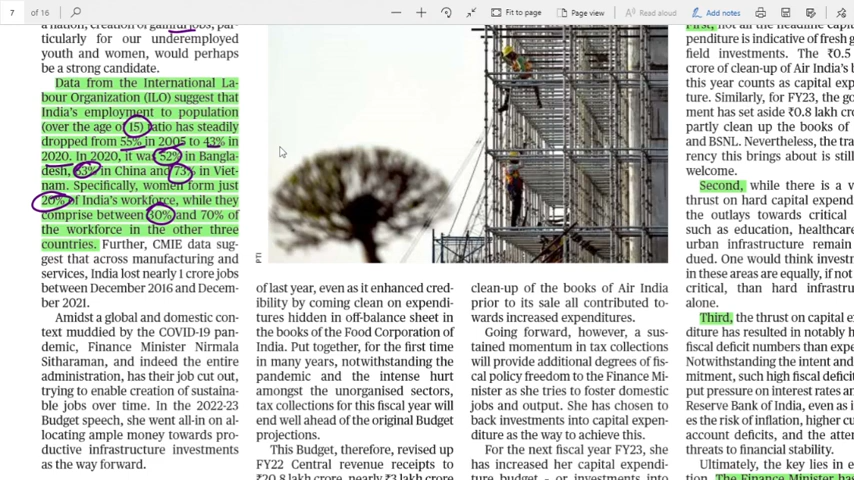 7 of 16
Fit to page
Page view
Read aloud
Add notes
a nation, creation of gainful jobs, par-
ticularly for our underemployed
youth and women, would perhaps
be a strong candidate.
Data from the International La-
bour Organization (ILO) suggest that
India's employment to population
(over the age of 15) ratio has steadily
dropped from 55% in 2005 to 43% in
2020. In 2020, it was 52% in Bangla-
desh, 63% in China and 73% in Viet-
nam. Specifically, women form just
20% of India's workforce, while they
comprise between 30% and 70% of
the workforce in the other three
countries. Further, CMIE data sug-
gest that across manufacturing and
services, India lost nearly 1 crore jobs
between December 2016 and Decem-
ber 2021.
Amidst a global and domestic con-
text muddied by the COVID-19 pan-
demic, Finance Minister Nirmala
Sitharaman, and indeed the entire
administration, has their job cut out,
trying to enable creation of sustaina-
ble jobs over time. In the 2022-23
Budget speech, she went all-in on al-
locating ample money towards pro-
ductive infrastructure investments
as the way forward.
PTI
of last year, even as it enhanced cred-
ibility by coming clean on expendi-
tures hidden in off-balance sheet in
the books of the Food Corporation of
India. Put together, for the first time
in many years, notwithstanding the
pandemic and the intense hurt
amongst the unorganised sectors,
tax collections for this fiscal year will
end well ahead of the original Budget
projections.
This Budget, therefore, revised up
FY22 Central revenue receipts to
₹20.8 lakh crore, nearly ₹3 lakh crore
clean-up of the books of Air India
prior to its sale all contributed to-
wards increased expenditures.
Going forward, however, a sus-
tained momentum in tax collections
will provide additional degrees of fis-
cal policy freedom to the Finance Mi-
nister as she tries to foster domestic
jobs and output. She has chosen to
back investments into capital expen-
diture as the way to achieve this.
For the next fiscal year FY23, she
has increased her capital expendi-
ture budget - or investments into
First, not all the headline capital
penditure is indicative of fresh g
field investments. The ₹0.5
crore of clean-up of Air India's b
this year counts as capital exp
ture. Similarly, for FY23, the go
ment has set aside ₹0.8 lakh cro
partly clean up the books of
and BSNL. Nevertheless, the tra
rency this brings about is still
welcome.
Second, while there is a v
thrust on hard capital expend
the outlays towards critical
such as education, healthcare
urban infrastructure remain
dued. One would think investm
in these areas are equally, if not
critical, than hard infrastru
alone.
Third, the thrust on capital ex
diture has resulted in notably h
fiscal deficit numbers than expe
Notwithstanding the intent and
mitment, such high fiscal defici
put pressure on interest rates an
Reserve Bank of India, even as i
es the risk of inflation, higher cu
account deficits, and the atter
threats to financial stability.
Ultimately, the key lies in e
tion. The Finance Minister has